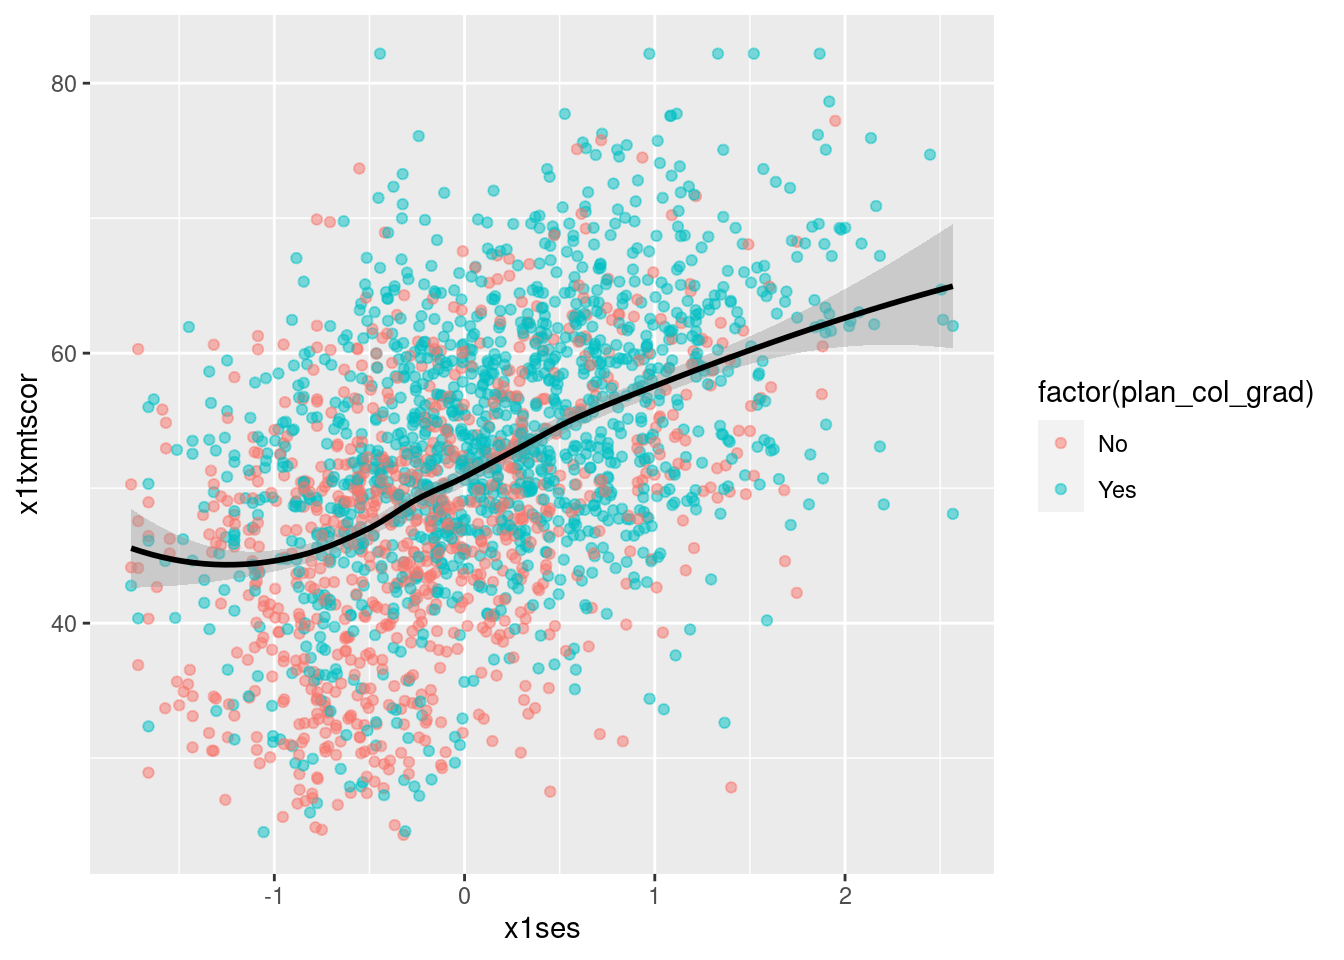 80
60
40
x1txmtscor
-1 0 1 2
x1ses
factor(plan_col_grad)
No
Yes